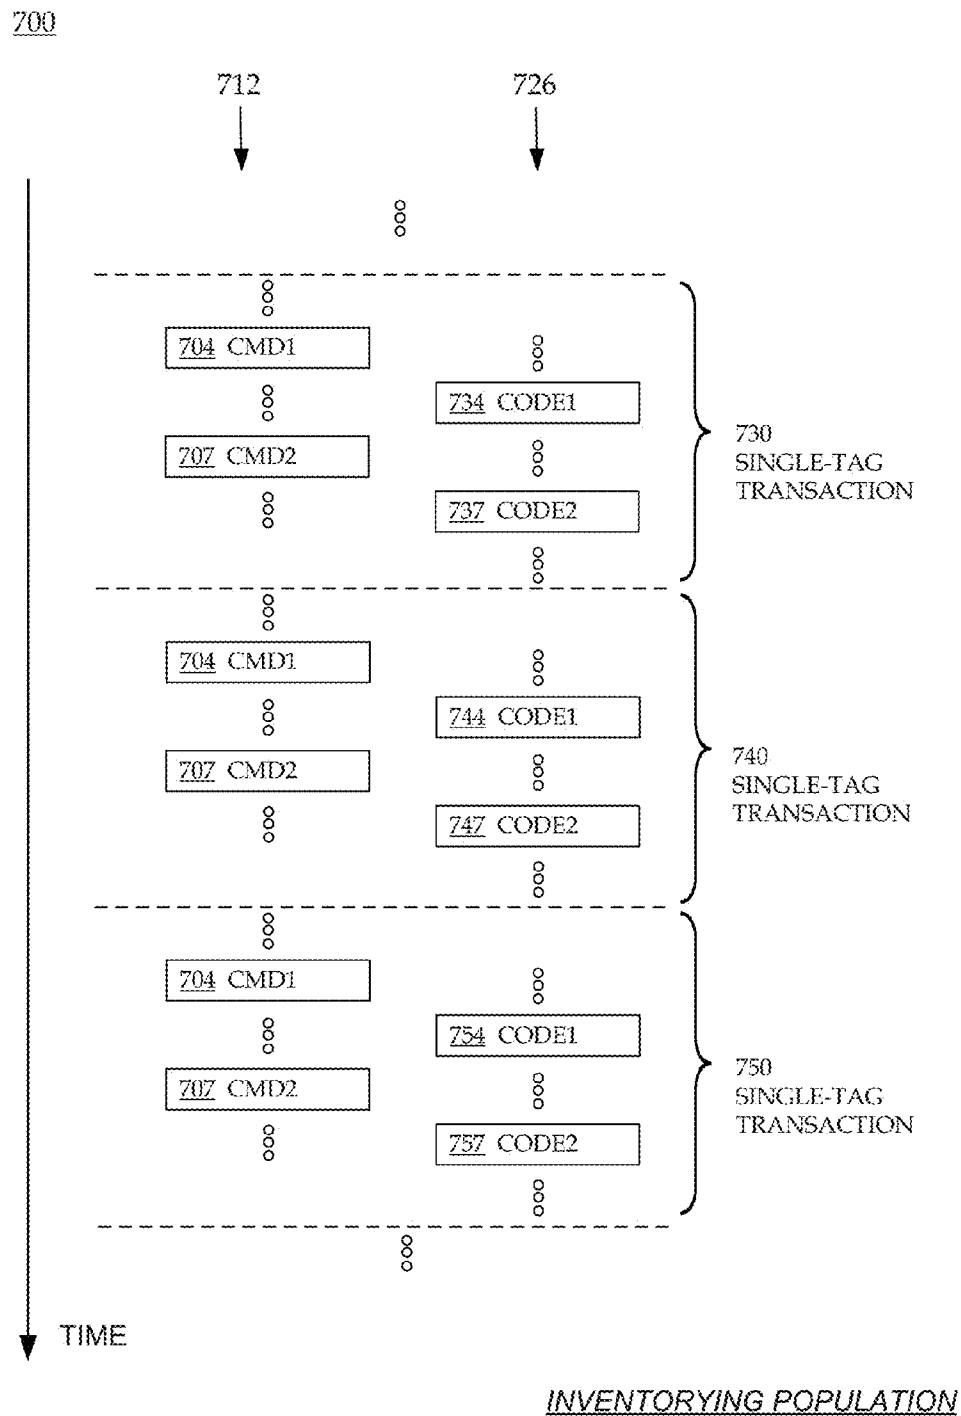 700
712 726
704 CMD1
734 CODE1
707 CMD2
737 CODE2
730
SINGLE-TAG
TRANSACTION
704 CMD1
744 CODE1
707 CMD2
747 CODE2
740
SINGLE-TAG
TRANSACTION
704 CMD1
754 CODE1
707 CMD2
757 CODE2
750
SINGLE-TAG
TRANSACTION
TIME
INVENTORYING POPULATION